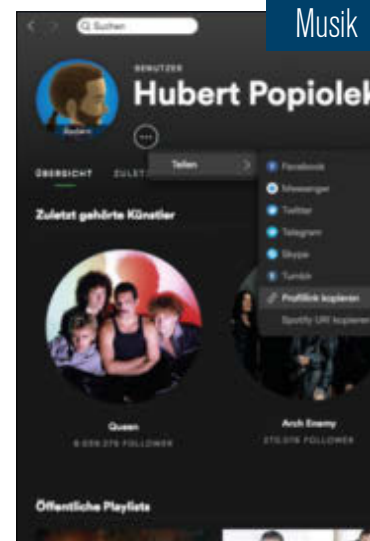 Musik
Suchen
BENUTZER
Hubert Popiolek
ÜBERSICHT
Teilen
Facebook
Messenger
Twitter
Telegram
Skype
Tumblr
Profillink kopieren
Spotify URI kopieren
Zuletzt gehörte Künstler
Queen
FOLLOWER
Arch Enemy
FOLLOWER
Öffentliche Playlists